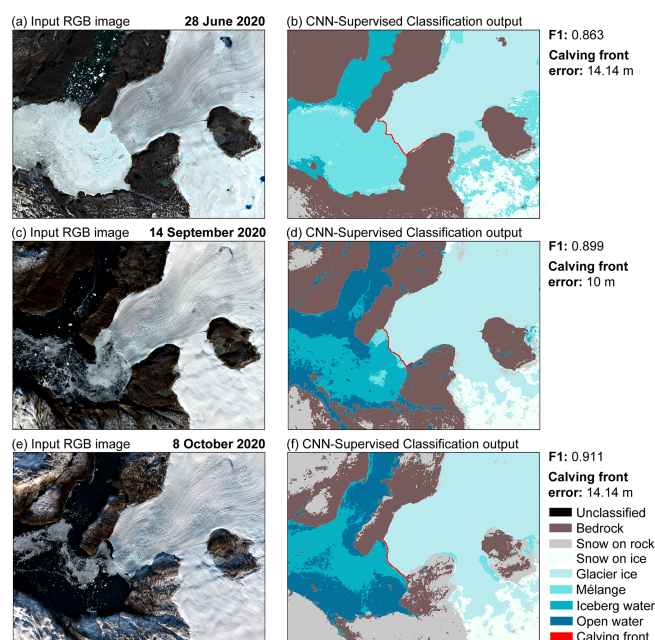 (a) Input RGB image 28 June 2020
(b) CNN-Supervised Classification output
F1: 0.863
Calving front
error: 14.14 m
(c) Input RGB image 14 September 2020
(d) CNN-Supervised Classification output
F1: 0.899
Calving front
error: 10 m
(e) Input RGB image 8 October 2020
(f) CNN-Supervised Classification output
F1: 0.911
Calving front
error: 14.14 m
Unclassified
Bedrock
Snow on rock
Snow on ice
Glacier ice
Mélange
Iceberg water
Open water
Calving front